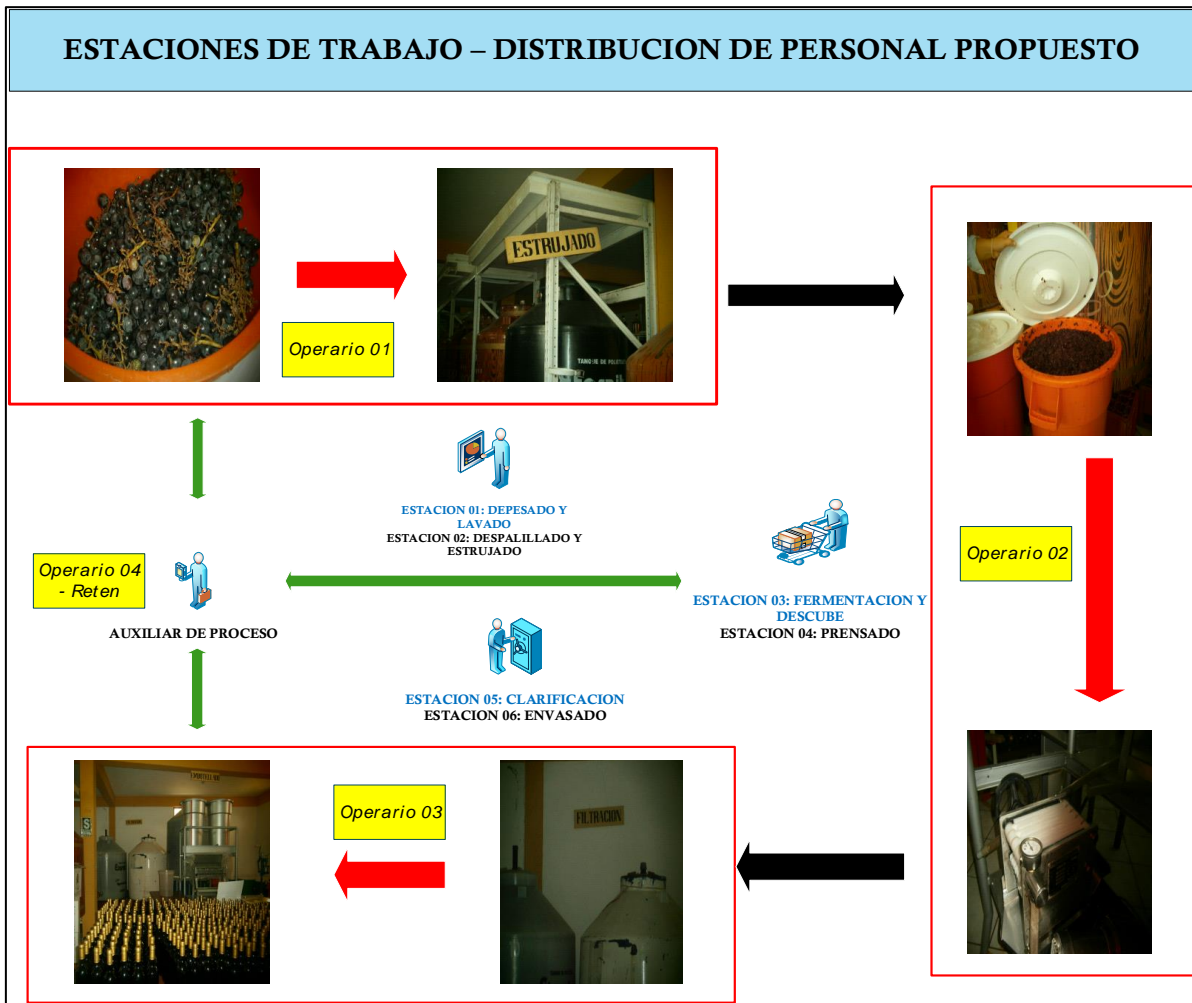 ESTACIONES DE TRABAJO – DISTRIBUCION DE PERSONAL PROPUESTO
ESTRUJADO
TANQUE DE
Operario 01
ESTACION 01: DEPESADO Y
LAVADO
ESTACION 02: DESPALILLADO Y
ESTRUJADO
Operario 02
Operario 04
- Reten
AUXILIAR DE PROCESO
ESTACION 03: FERMENTACION Y
DESCUBE
ESTACION 04: PRENSADO
ESTACION 05: CLARIFICACION
ESTACION 06: ENVASADO
Operario 03
FILTRACION
S